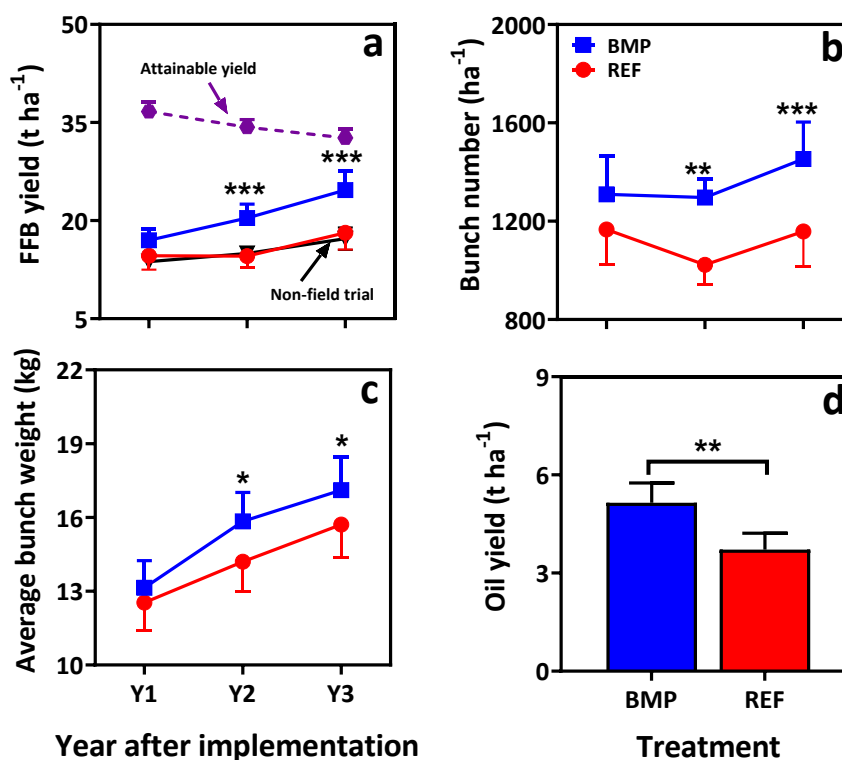 50
35
20
5
FFB yield (t ha⁻¹)
a
Attainable yield
***
***
Non-field trial
2000
1600
1200
800
Bunch number (ha⁻¹)
b
BMP
REF
**
***
22
19
16
13
10
Average bunch weight (kg)
c
*
*
Y1 Y2 Y3
Year after implementation
9
6
3
0
Oil yield (t ha⁻¹)
d
**
BMP REF
Treatment